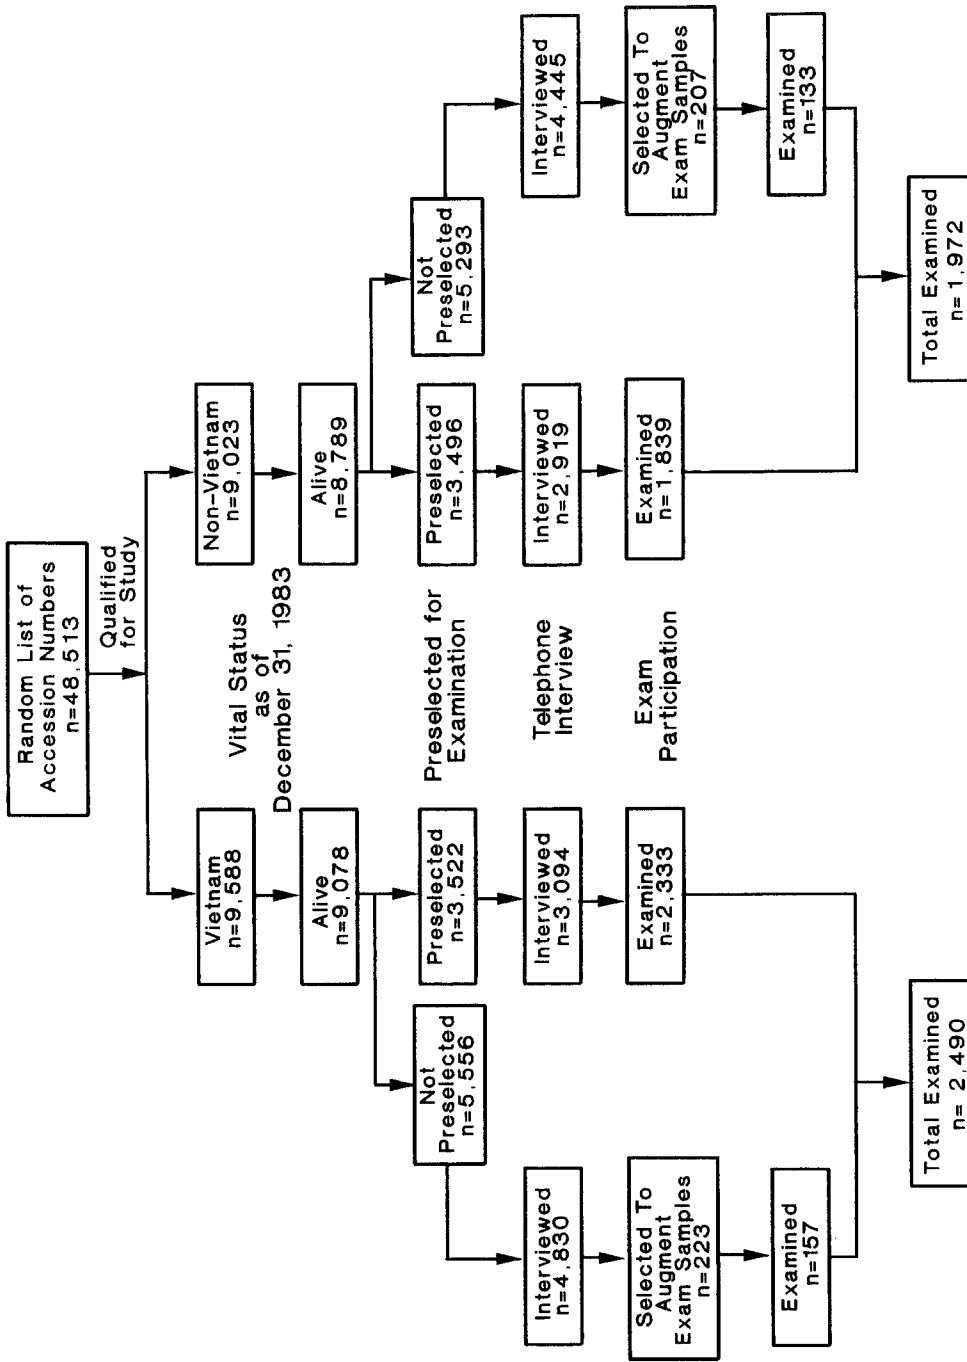 Random List of
Accession Numbers
n=48,513
Qualified
for Study
Vietnam
n=9,588
Non-Vietnam
n=9,023
Vital Status
as of
December 31, 1983
Alive
n=9,078
Alive
n=8,789
Not
Preselected
n=5,556
Preselected
n=3,522
Preselected for
Examination
Preselected
n=3,496
Not
Preselected
n=5,293
Interviewed
n=4,830
Interviewed
n=3,094
Telephone
Interview
Interviewed
n=2,919
Interviewed
n=4,445
Selected To
Augment
Exam Samples
n=223
Examined
n=2,333
Exam
Participation
Examined
n=1,839
Selected To
Augment
Exam Samples
n=207
Examined
n=157
Examined
n=133
Total Examined
n= 2,490
Total Examined
n=1,972